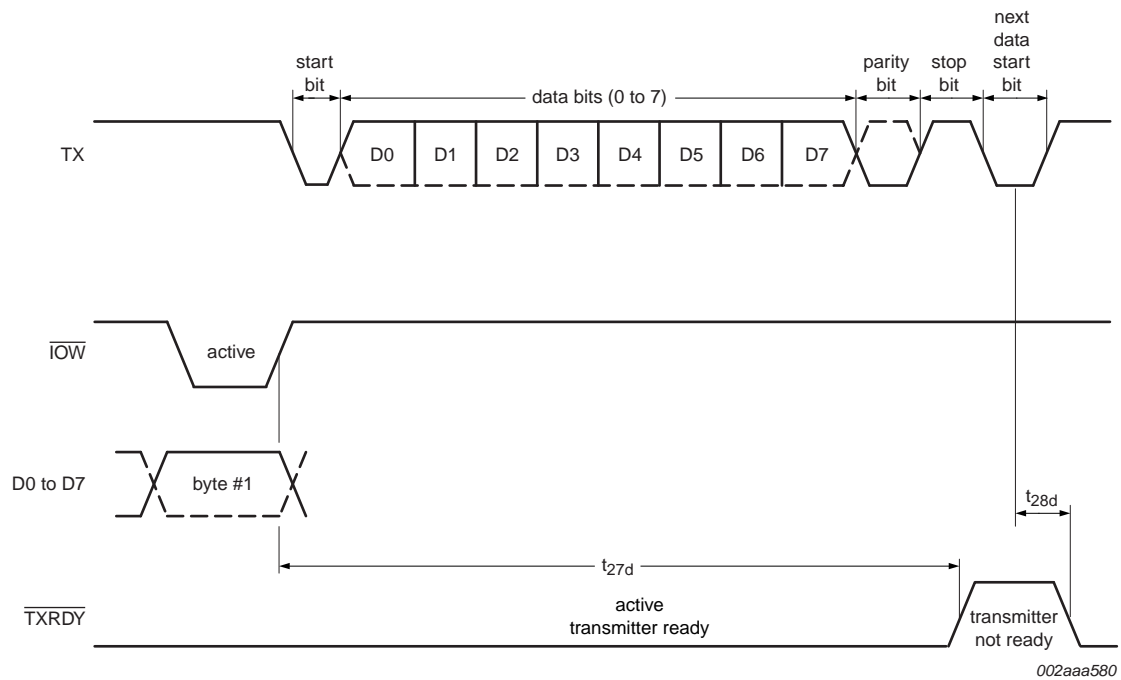 next
data
start
bit
start
bit
data bits (0 to 7)
parity
bit
stop
bit
TX
D0 D1 D2 D3 D4 D5 D6 D7
IOW
active
D0 to D7
byte #1
t28d
t27d
TXRDY
active
transmitter ready
transmitter
not ready
002aaa580